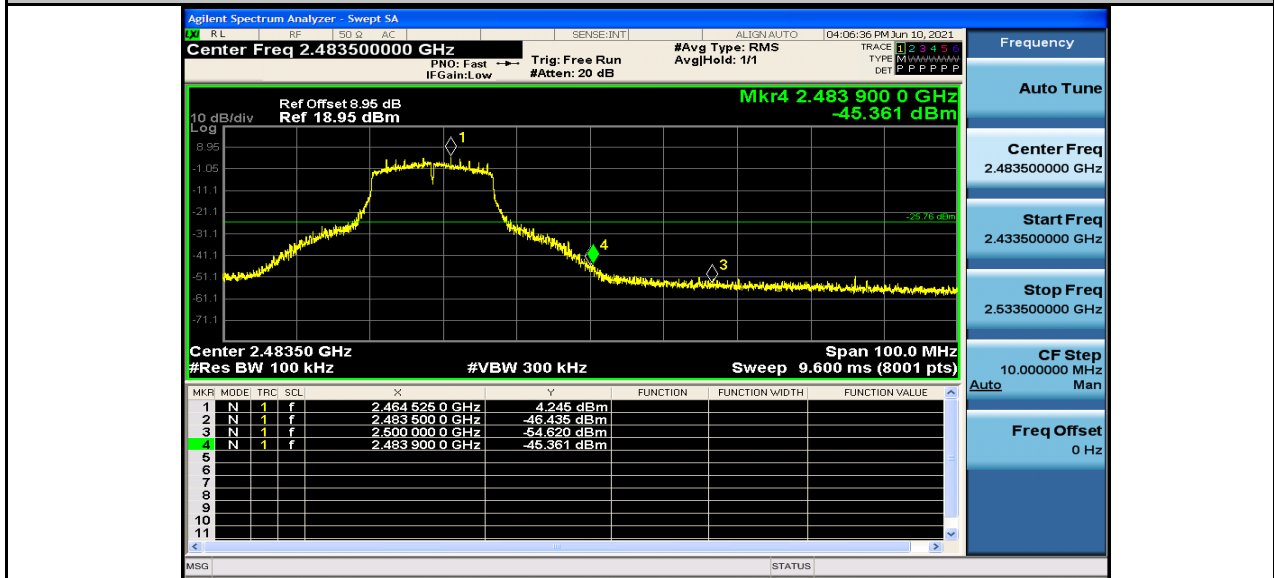 Agilent Spectrum Analyzer - Swept SA
LXI RL RF 50 Ω AC SENSE:INT ALIGN AUTO 04:06:36 PM Jun 10, 2021
Center Freq 2.483500000 GHz
PNO: Fast
IFGain:Low
Trig: Free Run
#Atten: 20 dB
#Avg Type: RMS
Avg|Hold: 1/1
TRACE 1 2 3 4 5 6
TYPE M
DET P P P P P P
Mkr4 2.483 900 0 GHz
-45.361 dBm
Ref Offset 8.95 dB
10 dB/div Ref 18.95 dBm
Log
8.95
-1.05
-11.1
-21.1
-31.1
-41.1
-51.1
-61.1
-71.1
1
4
3
-25.76 dBm
Center 2.48350 GHz Span 100.0 MHz
#Res BW 100 kHz #VBW 300 kHz Sweep 9.600 ms (8001 pts)
MKR MODE TRC SCL X Y FUNCTION FUNCTION WIDTH FUNCTION VALUE
1 N 1 f 2.464 525 0 GHz 4.245 dBm
2 N 1 f 2.483 500 0 GHz -46.435 dBm
3 N 1 f 2.500 000 0 GHz -54.620 dBm
4 N 1 f 2.483 900 0 GHz -45.361 dBm
5
6
7
8
9
10
11
MSG STATUS
Frequency
Auto Tune
Center Freq
2.483500000 GHz
Start Freq
2.433500000 GHz
Stop Freq
2.533500000 GHz
CF Step
10.000000 MHz
Auto Man
Freq Offset
0 Hz